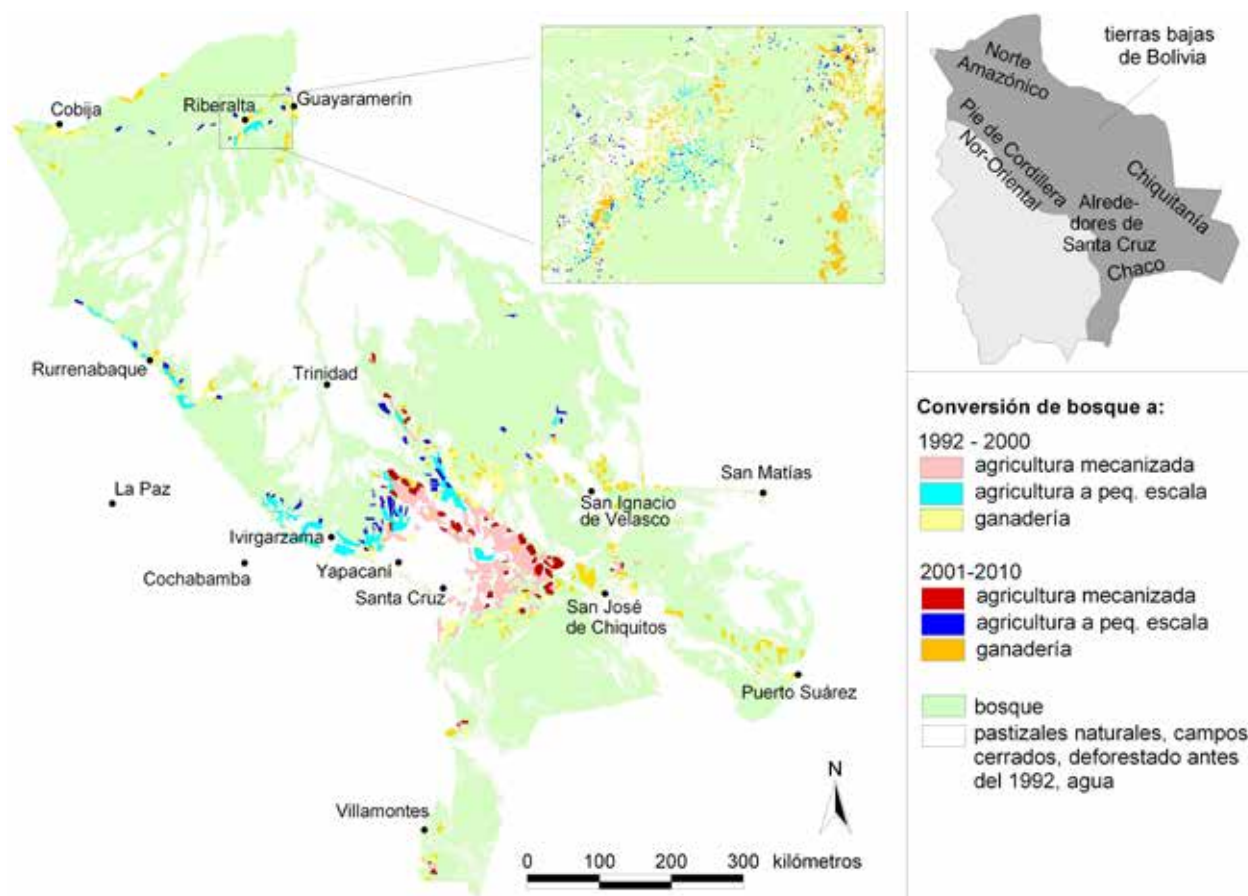 Cobija
Riberalta
Guayaramerín
Rurrenabaque
Trinidad
La Paz
San Matías
San Ignacio
de Velasco
Ivirgarzama
Cochabamba
Yapacani
Santa Cruz
San José
de Chiquitos
Puerto Suárez
Villamontes
N
0 100 200 300 kilómetros
tierras bajas
de Bolivia
Norte
Amazónico
Pie de Cordillera
Nor-Oriental
Chiquitanía
Alrede-
dores de
Santa Cruz
Chaco
Conversión de bosque a:
1992 - 2000
agricultura mecanizada
agricultura a peq. escala
ganadería
2001-2010
agricultura mecanizada
agricultura a peq. escala
ganadería
bosque
pastizales naturales, campos
cerrados, deforestado antes
del 1992, agua